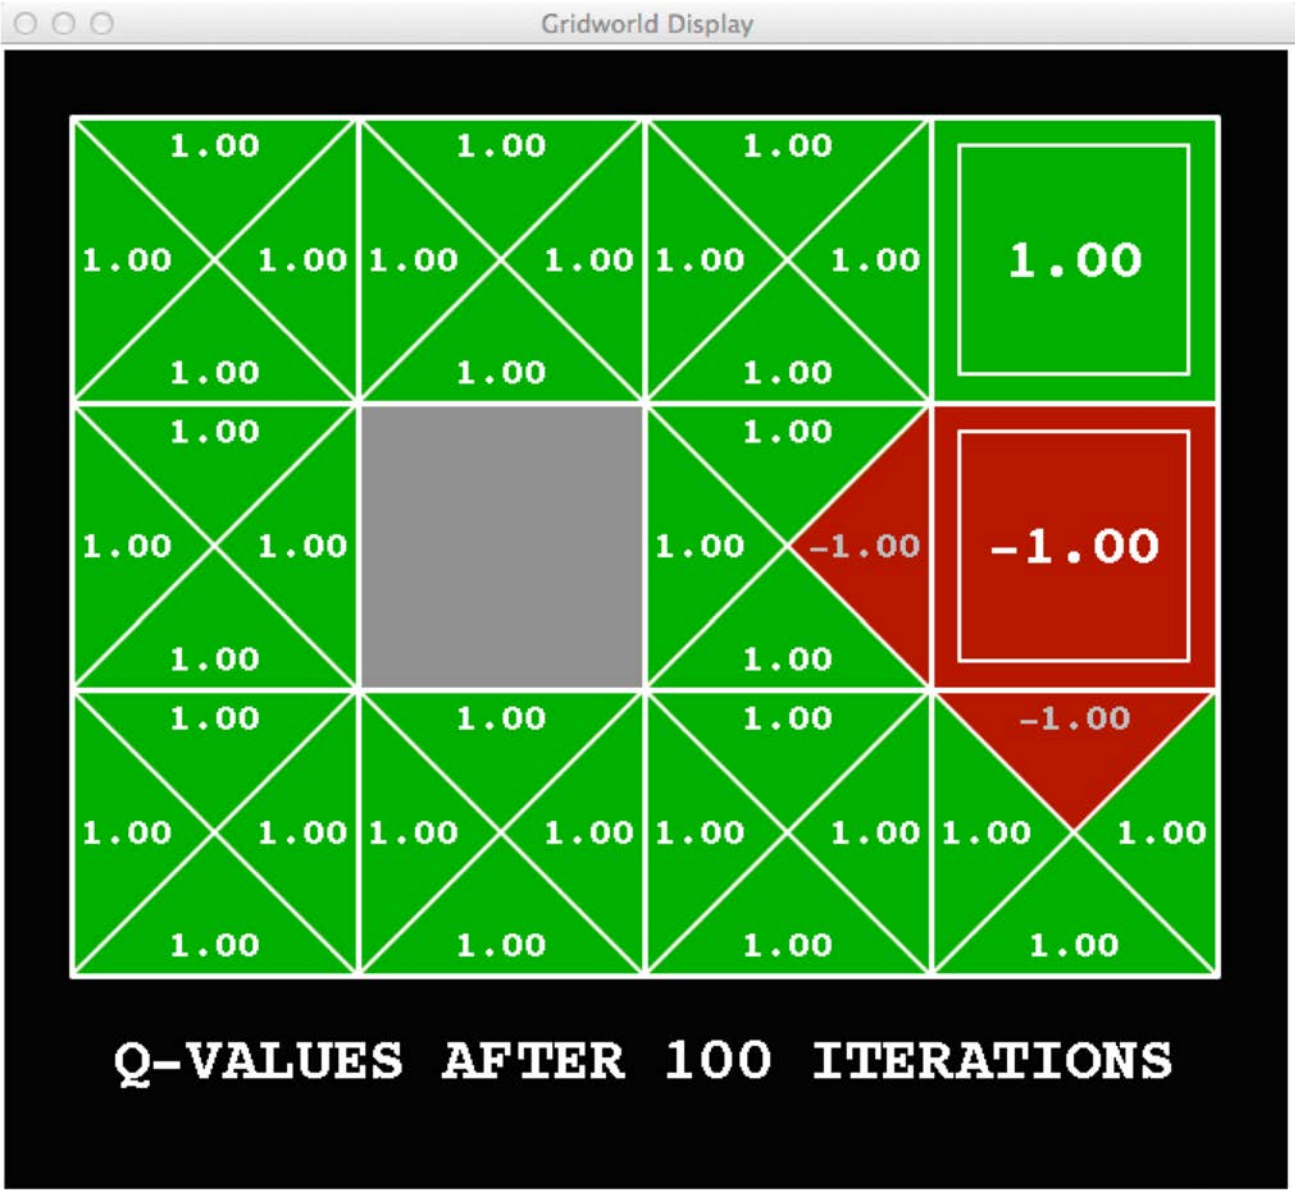 Gridworld Display
1.00 1.00 1.00
1.00 1.00 1.00 1.00 1.00 1.00 1.00
1.00 1.00 1.00
1.00 1.00
1.00 1.00 1.00 -1.00 -1.00
1.00 1.00
1.00 1.00 1.00 -1.00
1.00 1.00 1.00 1.00 1.00 1.00 1.00 1.00
1.00 1.00 1.00 1.00
Q-VALUES AFTER 100 ITERATIONS